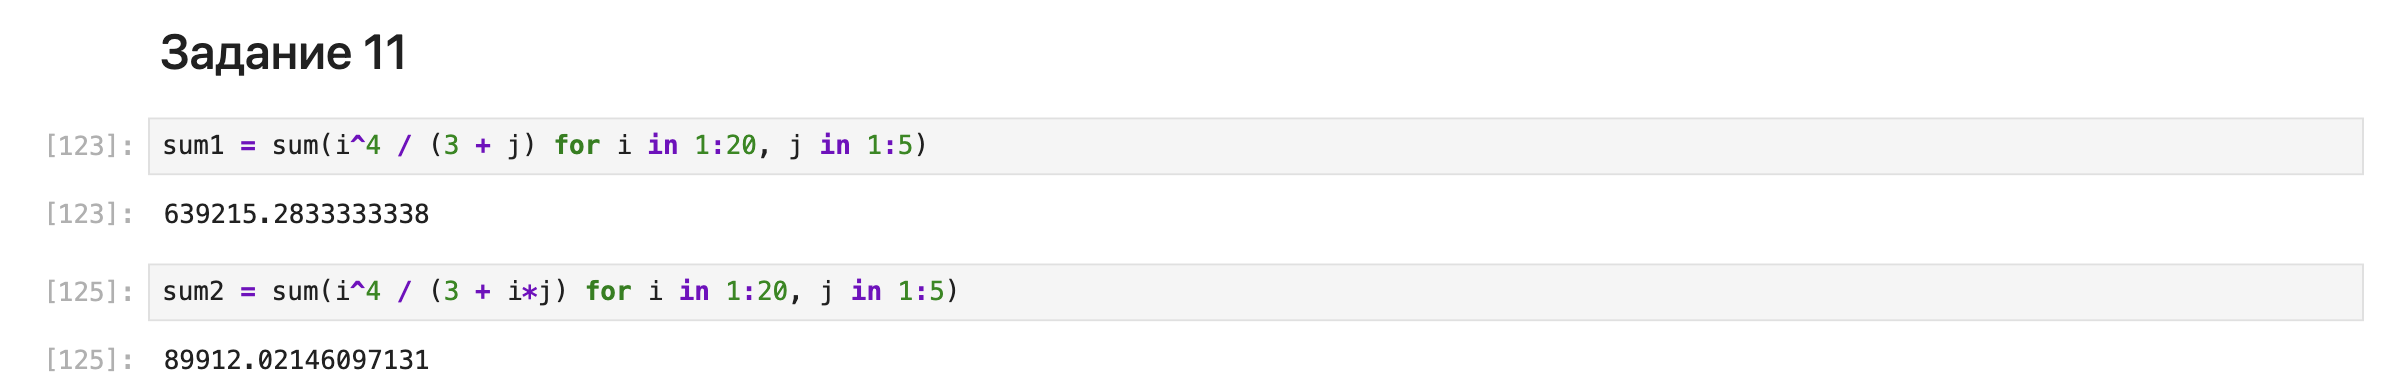 Задание 11
[123]: sum1 = sum(i^4 / (3 + j) for i in 1:20, j in 1:5)
[123]: 639215.2833333338
[125]: sum2 = sum(i^4 / (3 + i*j) for i in 1:20, j in 1:5)
[125]: 89912.02146097131